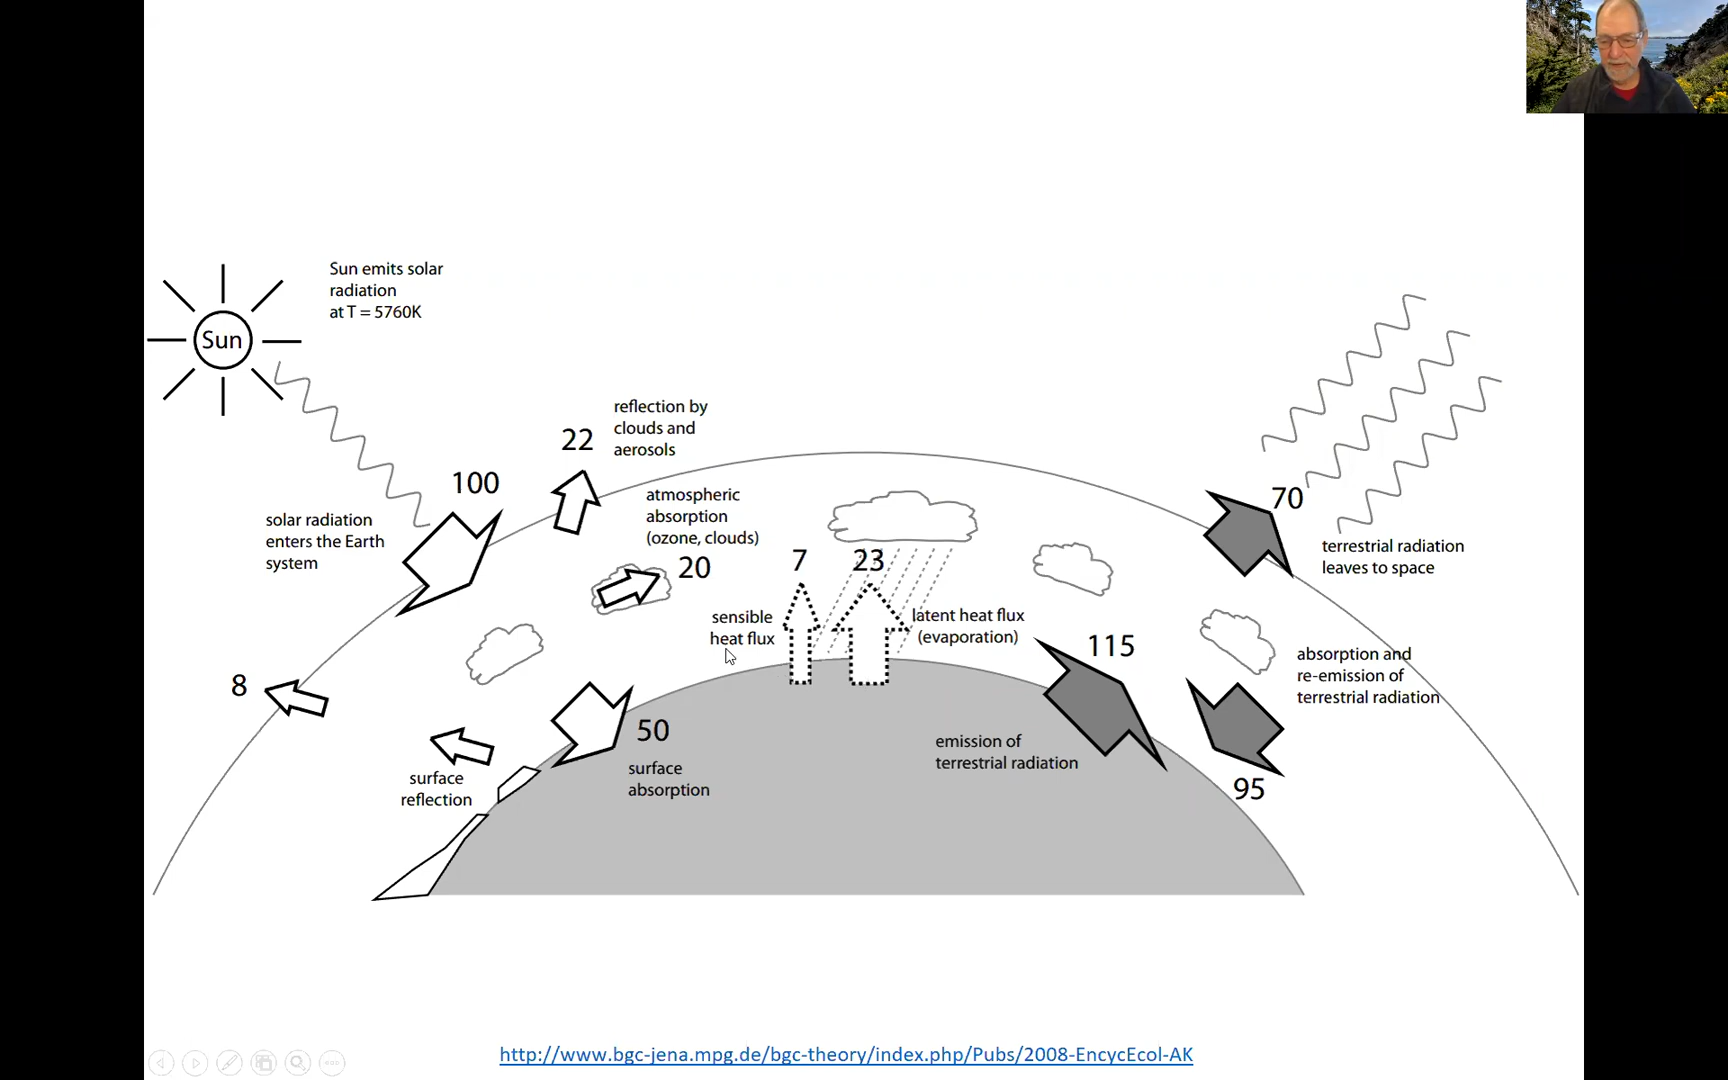 Sun emits solar
radiation
at T = 5760K
Sun
reflection by
clouds and
aerosols
22
100
solar radiation
enters the Earth
system
atmospheric
absorption
(ozone, clouds)
20
7
23
sensible
heat flux
latent heat flux
(evaporation)
70
terrestrial radiation
leaves to space
115
absorption and
re-emission of
terrestrial radiation
8
50
surface
absorption
surface
reflection
emission of
terrestrial radiation
95
http://www.bgc-jena.mpg.de/bgc-theory/index.php/Pubs/2008-EncycEcol-AK